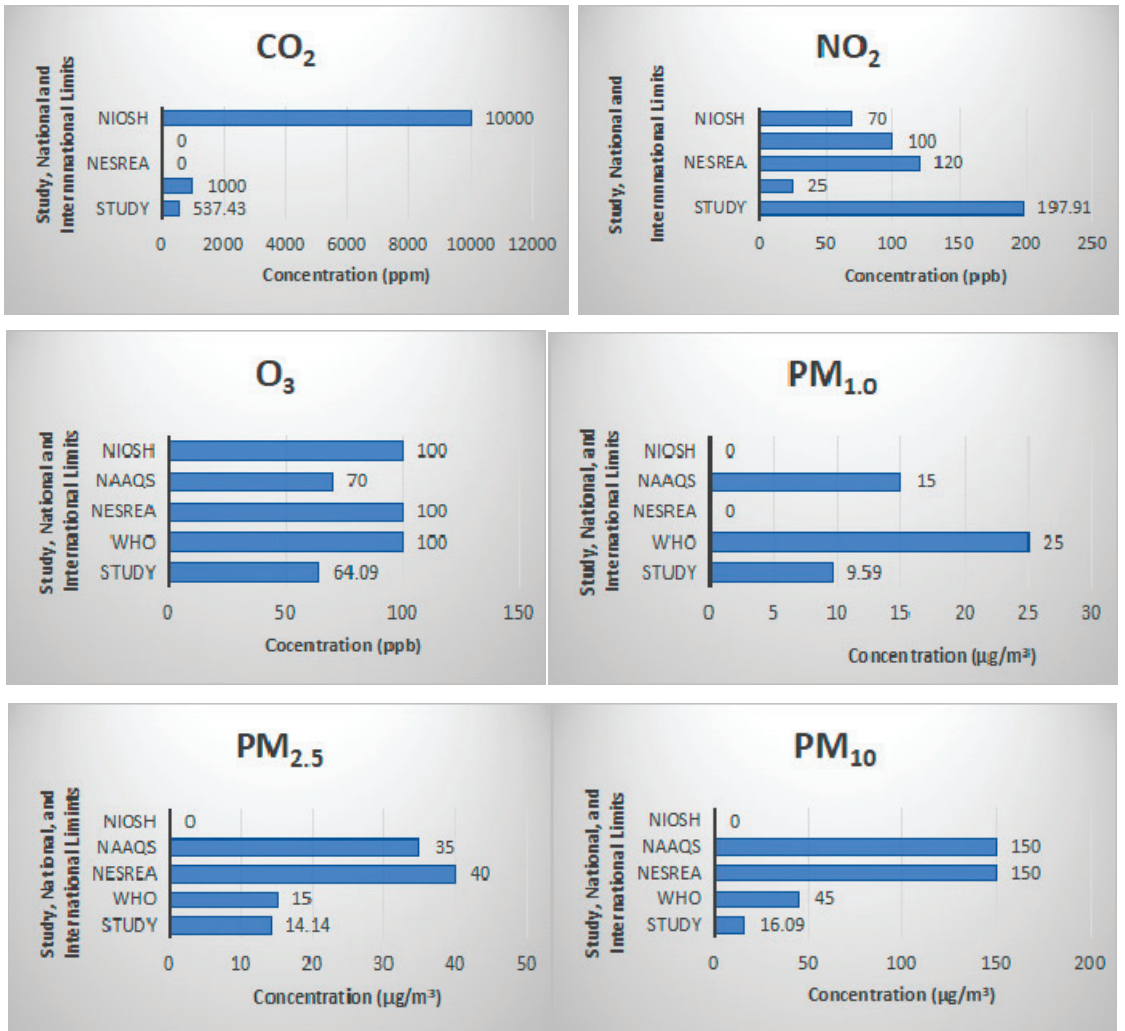 CO2
Study, National and
Internnnational Limits
NIOSH
10000
0
NESREA
0
1000
STUDY
537.43
0 2000 4000 6000 8000 10000 12000
Concentration (ppm)
NO2
Study, National and
Internnnational Limits
NIOSH
70
100
NESREA
120
25
STUDY
197.91
0 50 100 150 200 250
Concentration (ppb)
O3
Study, National and
International Limits
NIOSH
100
NAAQS
70
NESREA
100
WHO
100
STUDY
64.09
0 50 100 150
Cocentration (ppb)
PM1.0
Study, National, and
International Limits
NIOSH
0
NAAQS
15
NESREA
0
WHO
25
STUDY
9.59
0 5 10 15 20 25 30
Concentration (µg/m³)
PM2.5
Study, National, and
International Limints
NIOSH
0
NAAQS
35
NESREA
40
WHO
15
STUDY
14.14
0 10 20 30 40 50
Concentration (µg/m³)
PM10
Study, National, and
International Limits
NIOSH
0
NAAQS
150
NESREA
150
WHO
45
STUDY
16.09
0 50 100 150 200
Concentration (µg/m³)